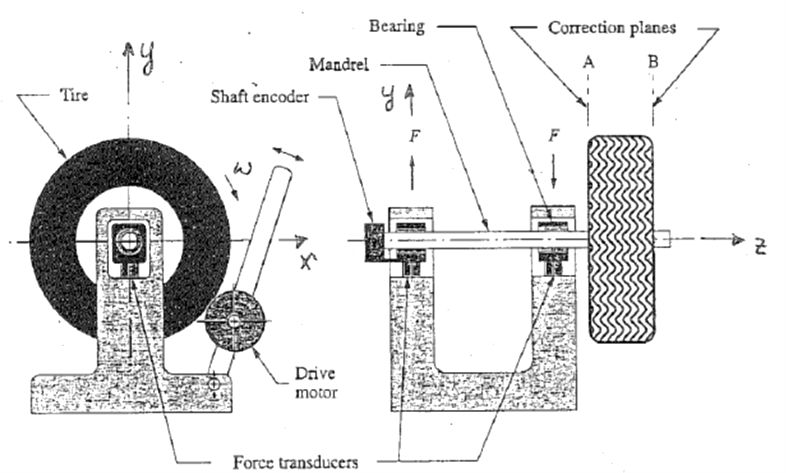 Bearing
Correction planes
y
Mandrel
A
B
Tire
Shaft encoder
y
F
F
ω
x
z
Drive
motor
Force transducers